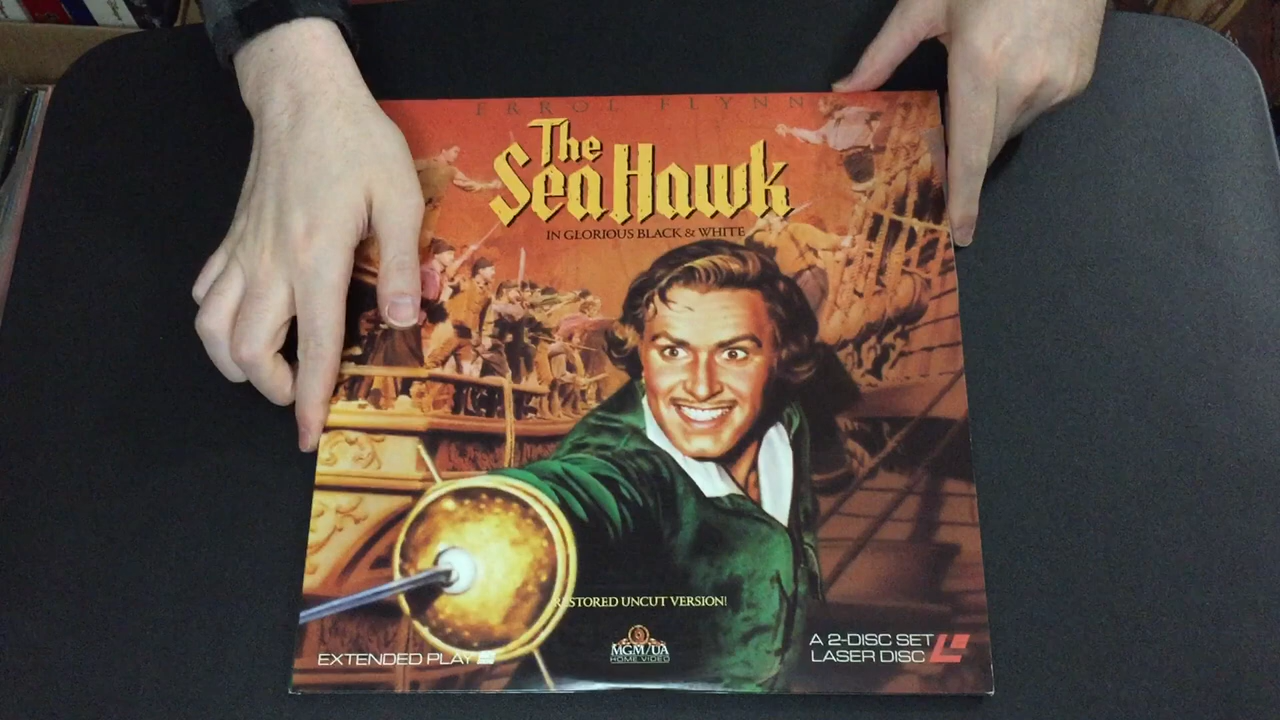 ERROL FLYNN
The
Sea Hawk
IN GLORIOUS BLACK & WHITE
RESTORED UNCUT VERSION!
MGM/UA
HOME VIDEO
EXTENDED PLAY
A 2-DISC SET
LASER DISC